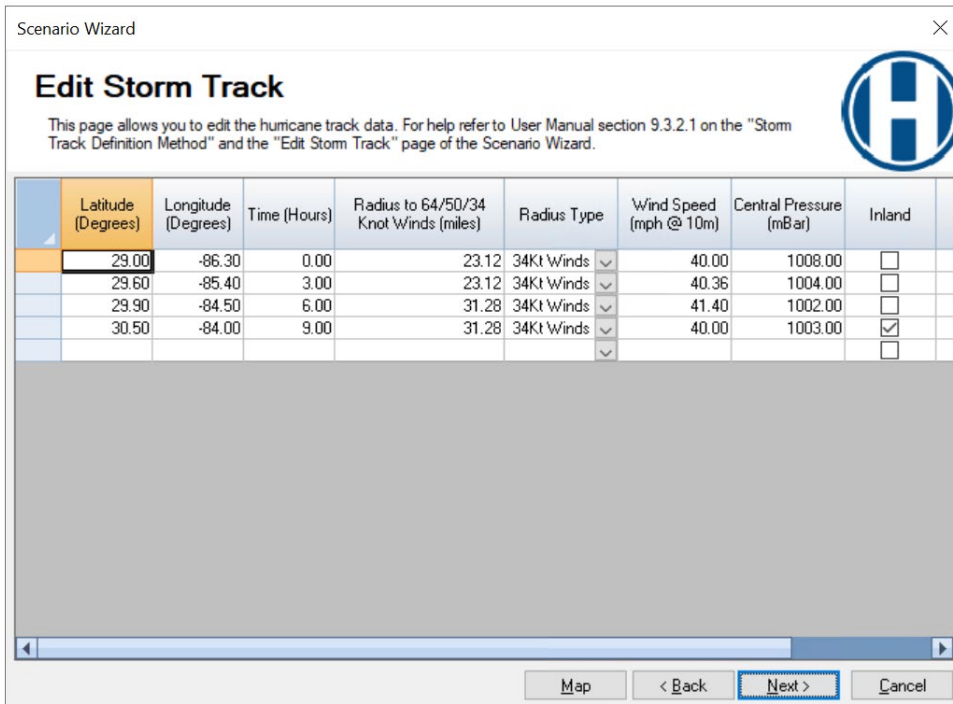 Scenario Wizard
Edit Storm Track
This page allows you to edit the hurricane track data. For help refer to User Manual section 9.3.2.1 on the "Storm
Track Definition Method" and the "Edit Storm Track" page of the Scenario Wizard.
Latitude (Degrees) Longitude (Degrees) Time (Hours) Radius to 64/50/34 Knot Winds (miles) Radius Type Wind Speed (mph @ 10m) Central Pressure (mBar) Inland
29.00 -86.30 0.00 23.12 34Kt Winds 40.00 1008.00
29.60 -85.40 3.00 23.12 34Kt Winds 40.36 1004.00
29.90 -84.50 6.00 31.28 34Kt Winds 41.40 1002.00
30.50 -84.00 9.00 31.28 34Kt Winds 40.00 1003.00
Map < Back Next > Cancel